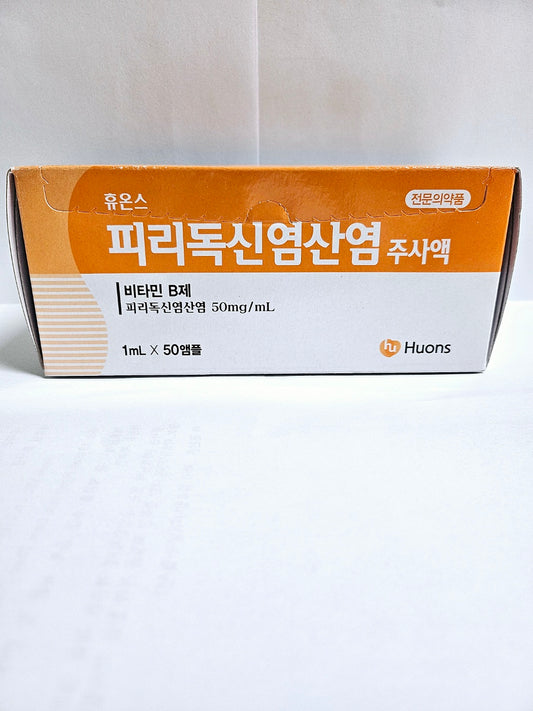 휴온스
전문의약품
피리독신염산염 주사액
비타민 B제
피리독신염산염 50mg/mL
1mL X 50앰플
hu Huons